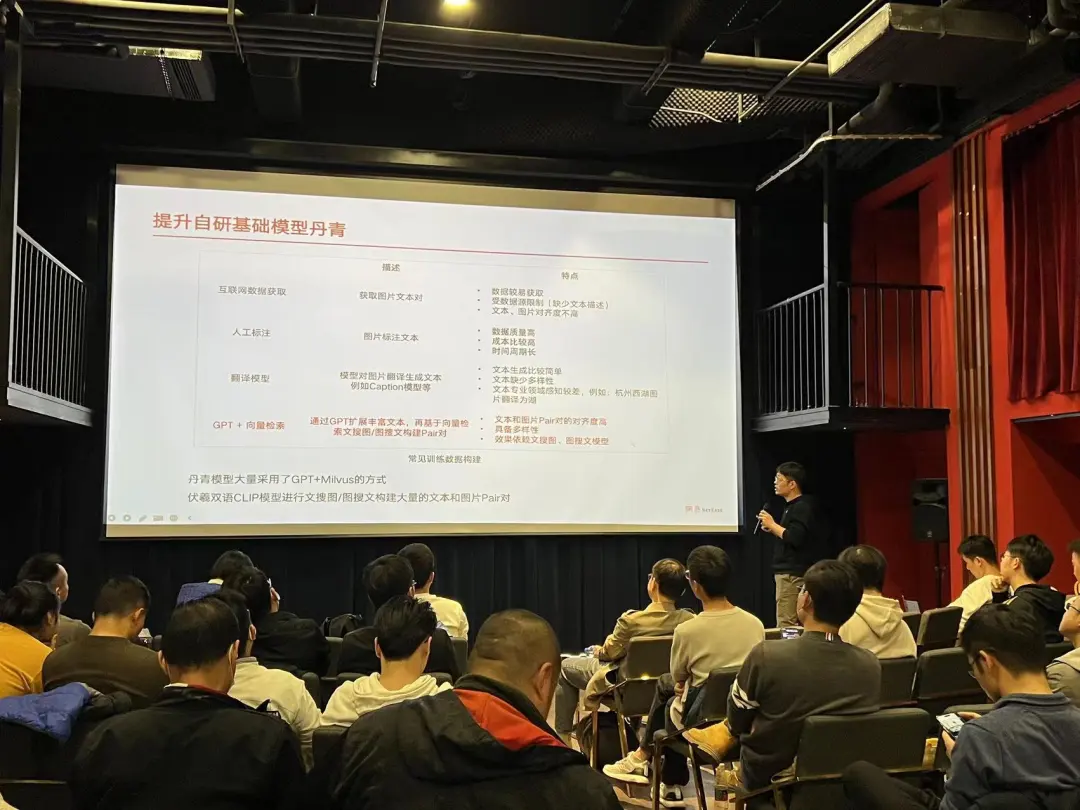 提升自研基础模型丹青
描述
特点
互联网数据获取
获取图片文本对
• 数据较易获取
• 受数据源限制（缺少文本描述）
• 文本、图片对齐度不高
人工标注
图片标注文本
• 数据质量高
• 成本比较高
• 时间周期长
翻译模型
模型对图片翻译生成文本
例如Caption模型等
• 文本生成比较简单
• 文本缺少多样性
• 文本专业领域感知较差，例如：杭州西湖图
片翻译为湖
GPT + 向量检索
通过GPT扩展丰富文本，再基于向量检
索文搜图/图搜文构建Pair对
• 文本和图片Pair对的对齐度高
• 具备多样性
• 效果依赖文搜图、图搜文模型
常见训练数据构建
丹青模型大量采用了GPT+Milvus的方式
伏羲双语CLIP模型进行文搜图/图搜文构建大量的文本和图片Pair对